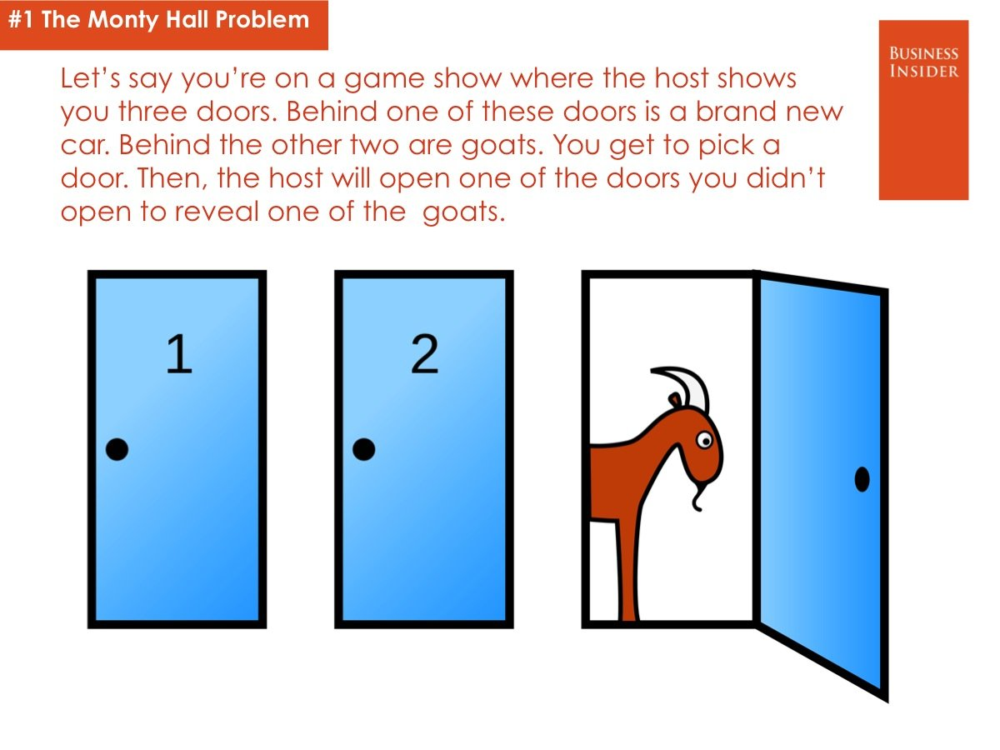 #1 The Monty Hall Problem
BUSINESS
INSIDER
Let’s say you’re on a game show where the host shows
you three doors. Behind one of these doors is a brand new
car. Behind the other two are goats. You get to pick a
door. Then, the host will open one of the doors you didn’t
open to reveal one of the  goats.
1
2